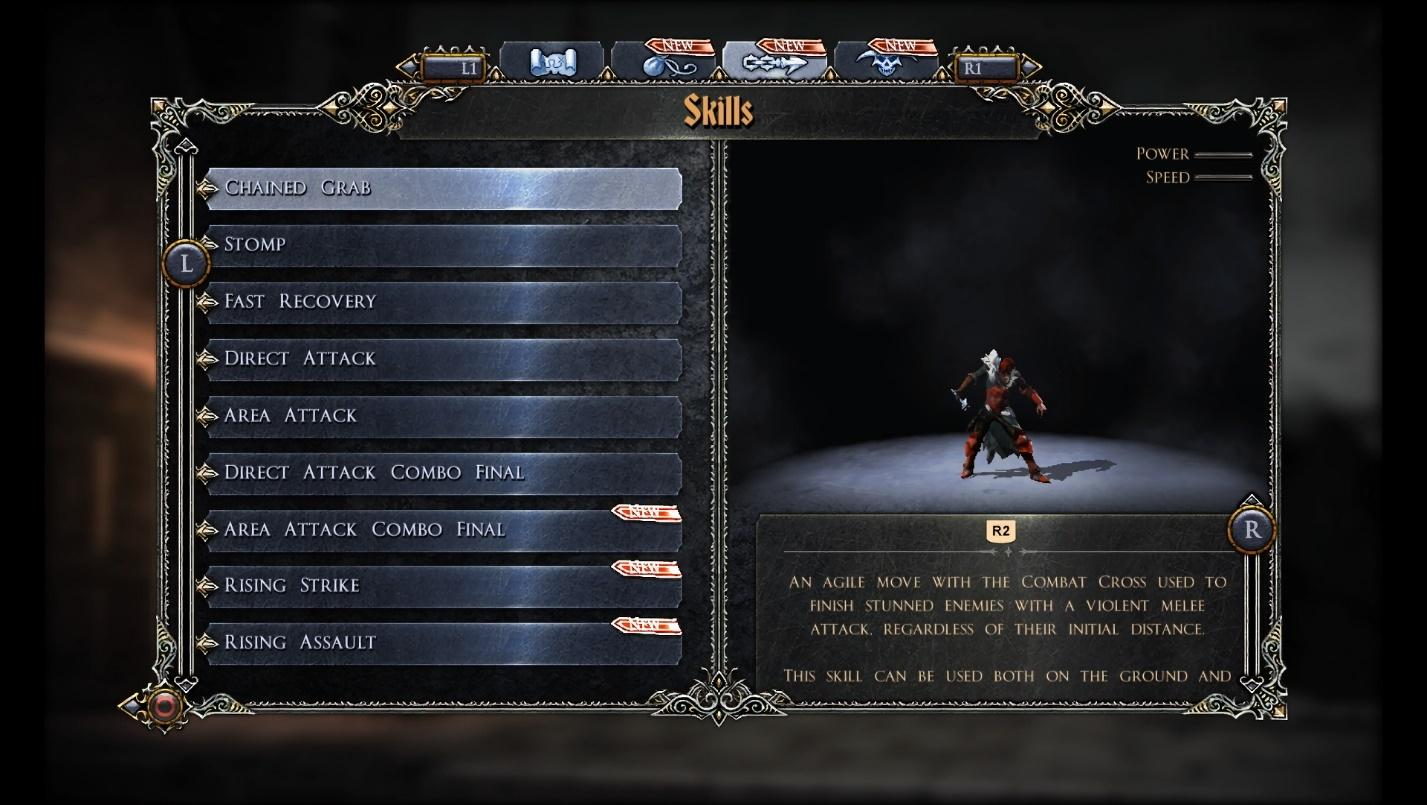 L1
NEW
NEW
NEW
R1
Skills
POWER
SPEED
CHAINED GRAB
STOMP
FAST RECOVERY
DIRECT ATTACK
AREA ATTACK
DIRECT ATTACK COMBO FINAL
NEW
AREA ATTACK COMBO FINAL
NEW
RISING STRIKE
NEW
RISING ASSAULT
L
R
R2
AN AGILE MOVE WITH THE COMBAT CROSS USED TO
FINISH STUNNED ENEMIES WITH A VIOLENT MELEE
ATTACK, REGARDLESS OF THEIR INITIAL DISTANCE.
THIS SKILL CAN BE USED BOTH ON THE GROUND AND